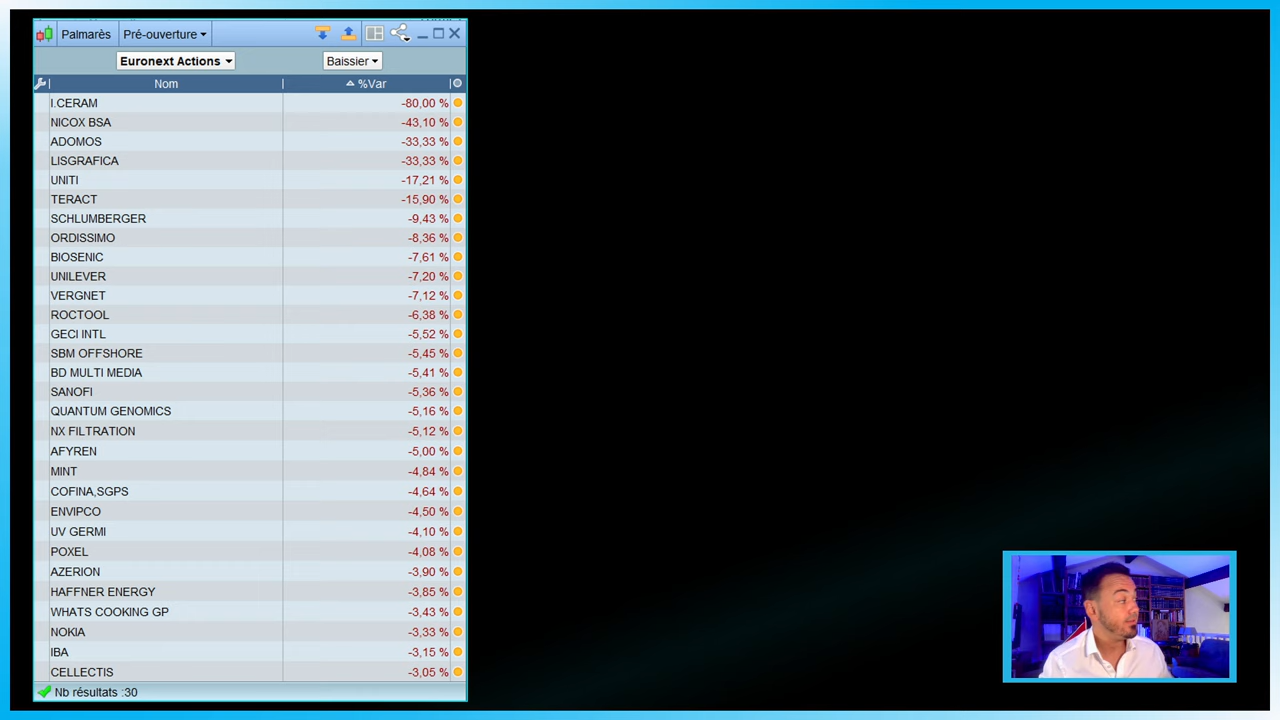 Palmarès Pré-ouverture
Euronext Actions Baissier
Nom %Var
I.CERAM -80,00 %
NICOX BSA -43,10 %
ADOMOS -33,33 %
LISGRAFICA -33,33 %
UNITI -17,21 %
TERACT -15,90 %
SCHLUMBERGER -9,43 %
ORDISSIMO -8,36 %
BIOSENIC -7,61 %
UNILEVER -7,20 %
VERGNET -7,12 %
ROCTOOL -6,38 %
GECI INTL -5,52 %
SBM OFFSHORE -5,45 %
BD MULTI MEDIA -5,41 %
SANOFI -5,36 %
QUANTUM GENOMICS -5,16 %
NX FILTRATION -5,12 %
AFYREN -5,00 %
MINT -4,84 %
COFINA,SGPS -4,64 %
ENVIPCO -4,50 %
UV GERMI -4,10 %
POXEL -4,08 %
AZERION -3,90 %
HAFFNER ENERGY -3,85 %
WHATS COOKING GP -3,43 %
NOKIA -3,33 %
IBA -3,15 %
CELLECTIS -3,05 %
Nb résultats :30